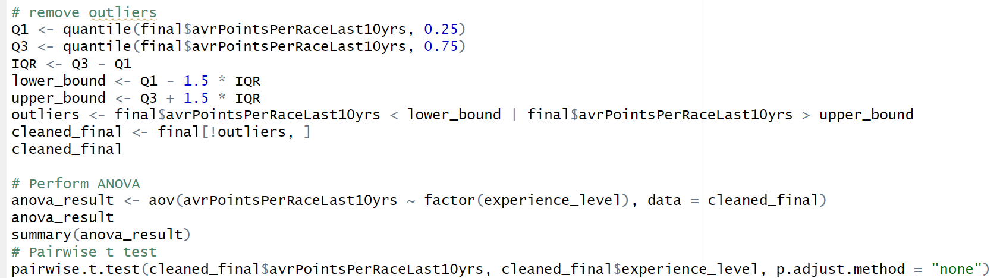 # remove outliers
Q1 <- quantile(final$avrPointsPerRaceLast10yrs, 0.25)
Q3 <- quantile(final$avrPointsPerRaceLast10yrs, 0.75)
IQR <- Q3 - Q1
lower_bound <- Q1 - 1.5 * IQR
upper_bound <- Q3 + 1.5 * IQR
outliers <- final$avrPointsPerRaceLast10yrs < lower_bound | final$avrPointsPerRaceLast10yrs > upper_bound
cleaned_final <- final[!outliers, ]
cleaned_final
# Perform ANOVA
anova_result <- aov(avrPointsPerRaceLast10yrs ~ factor(experience_level), data = cleaned_final)
anova_result
summary(anova_result)
# Pairwise t test
pairwise.t.test(cleaned_final$avrPointsPerRaceLast10yrs, cleaned_final$experience_level, p.adjust.method = "none")